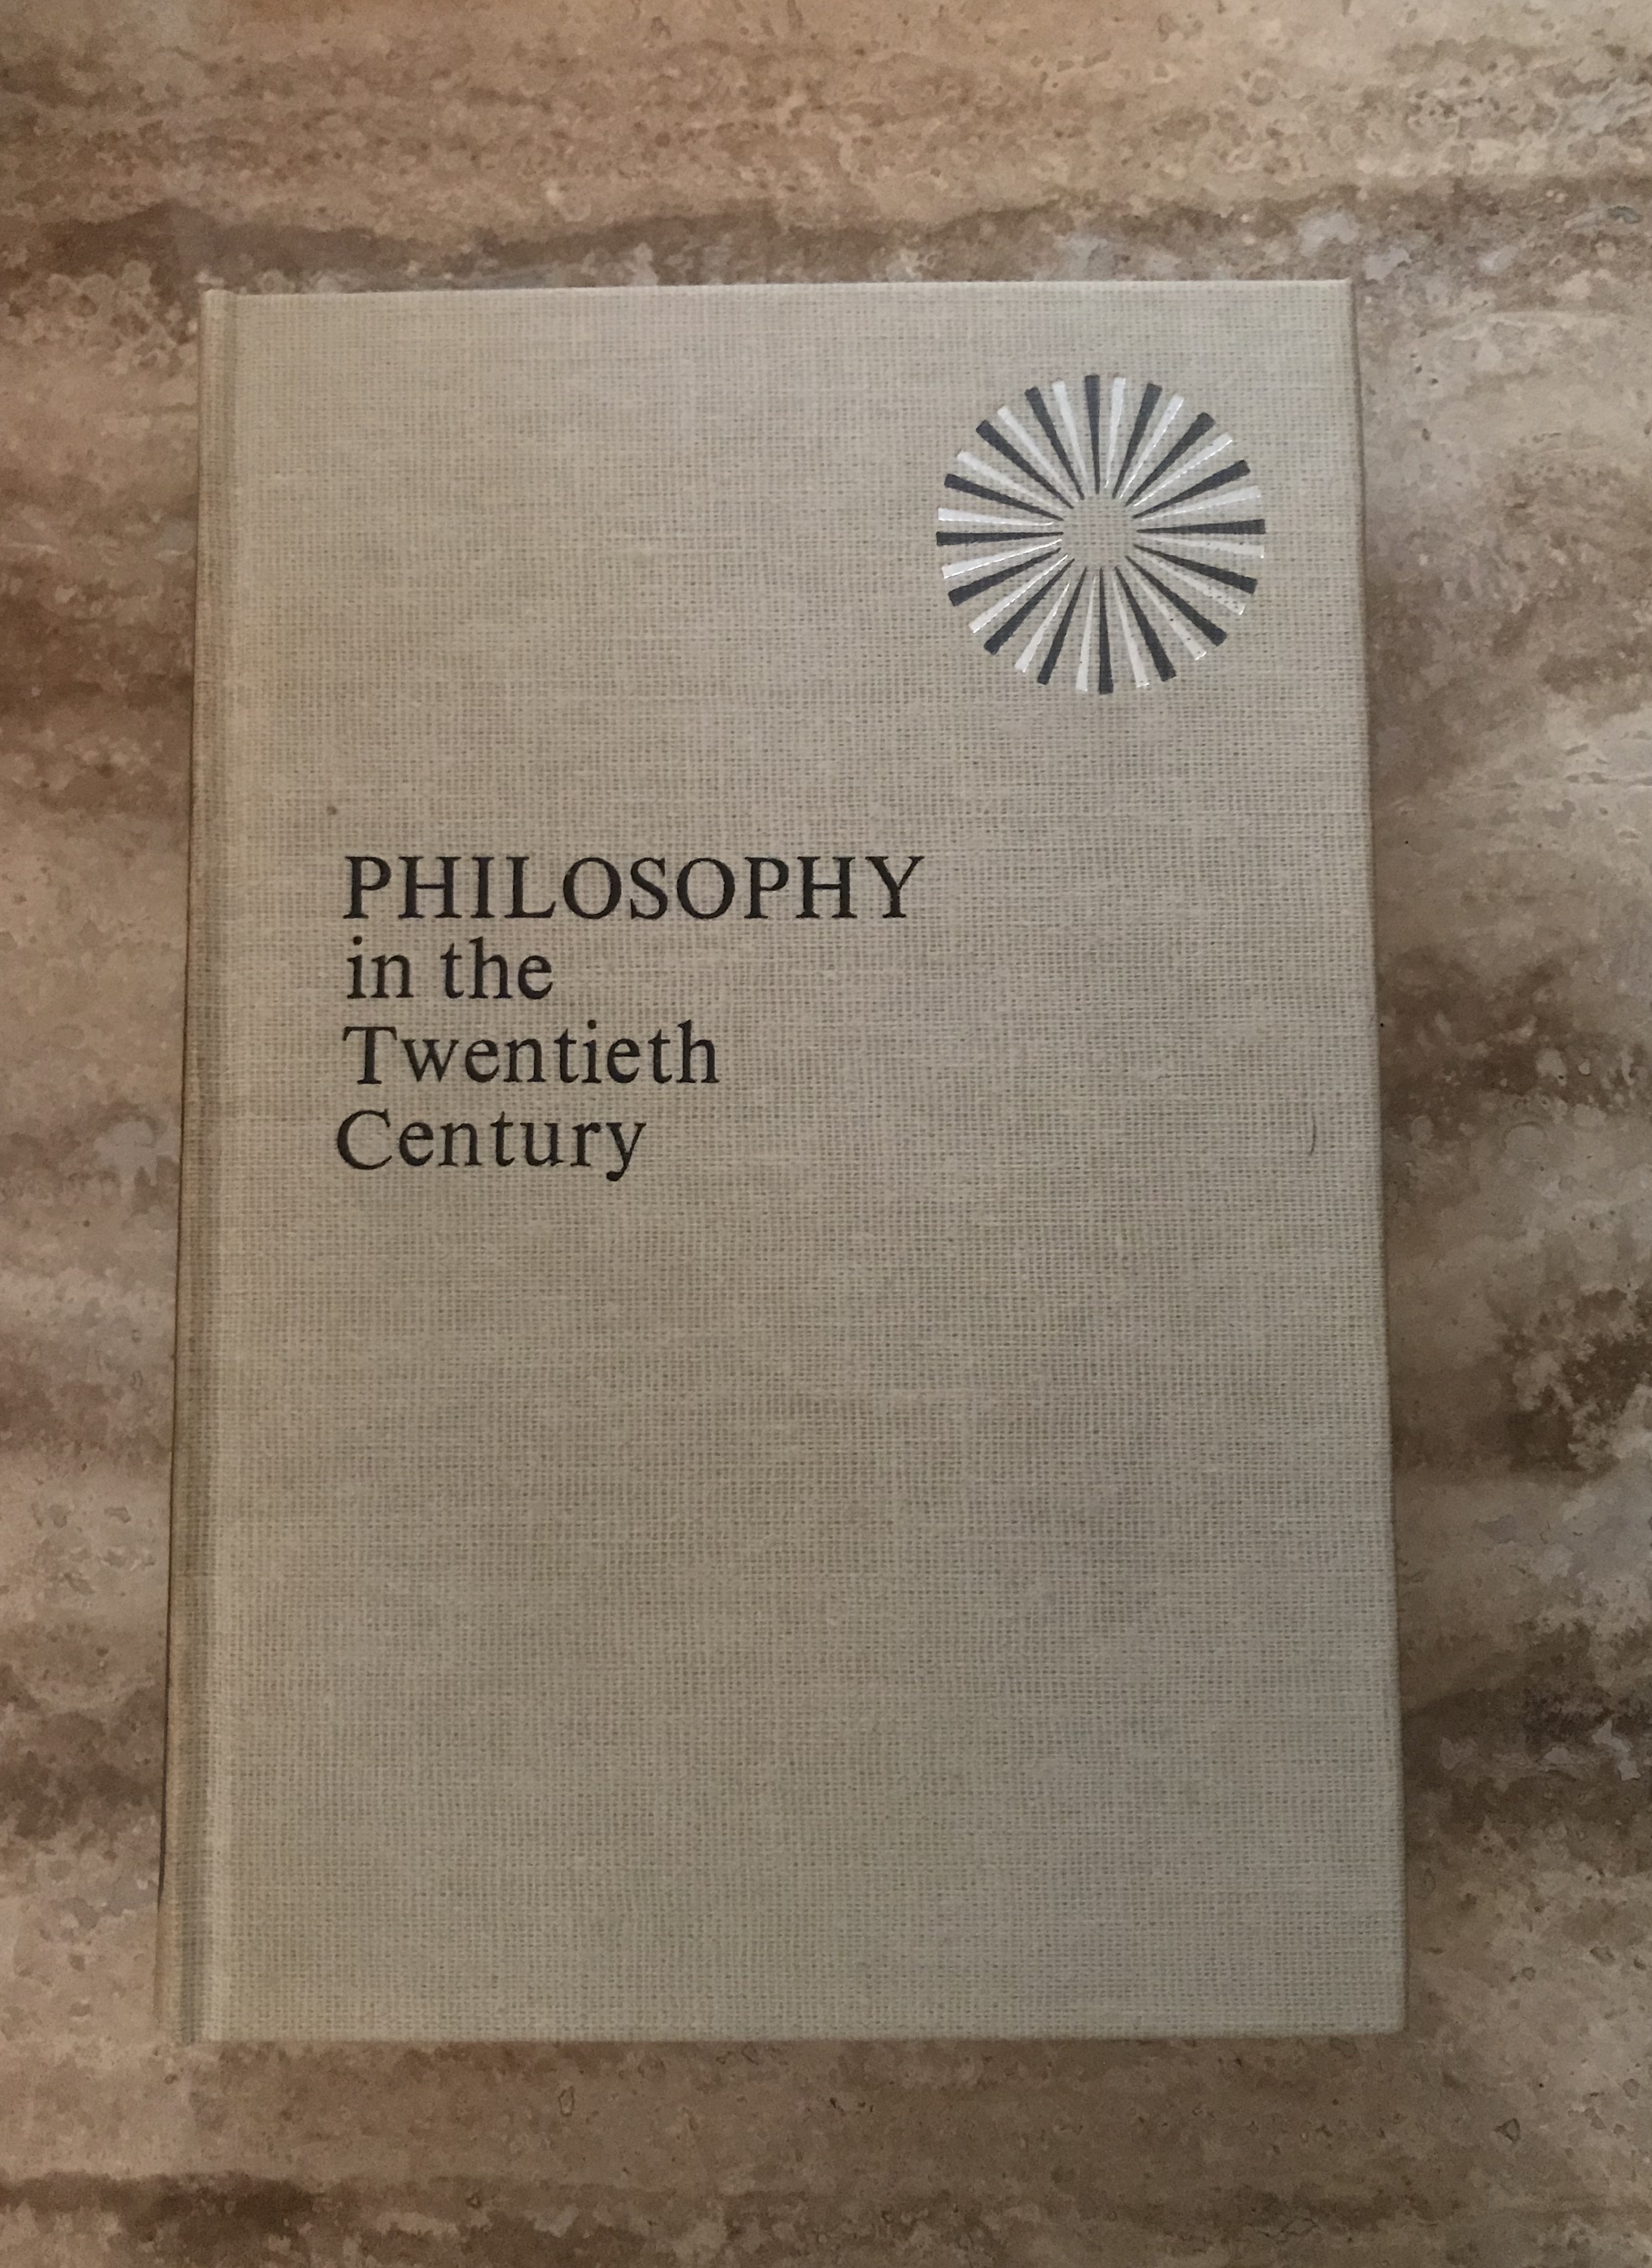 PHILOSOPHY
in the
Twentieth
Century